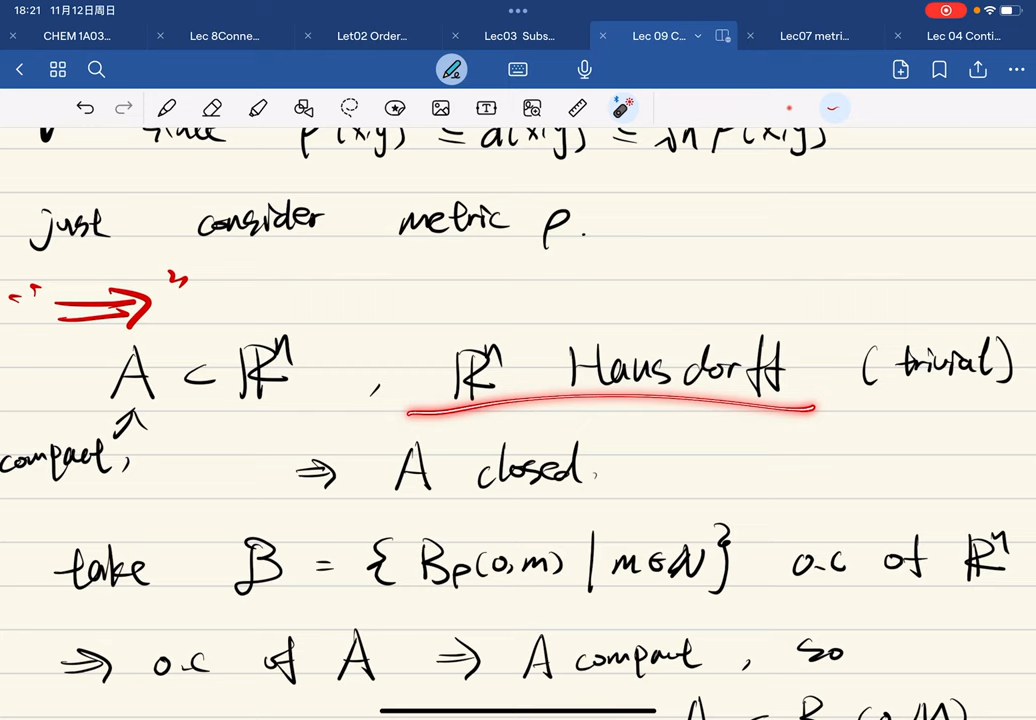 18:21 11月12日周日
CHEM 1A03... Lec 8Conne... Let02 Order... Lec03 Subs... Lec 09 C... Lec07 metri... Lec 04 Conti...
since ρ(x,y) ≤ d(x,y) ≤ √n ρ(x,y)
just consider metric ρ.
"⇒"
A ⊂ ℝⁿ, ℝⁿ Hausdorff (trivial)
compact,
⇒ A closed.
take ℬ = { Bρ(0,m) | m∈ℕ } o.c of ℝⁿ
⇒ o.c of A ⇒ A compact, so